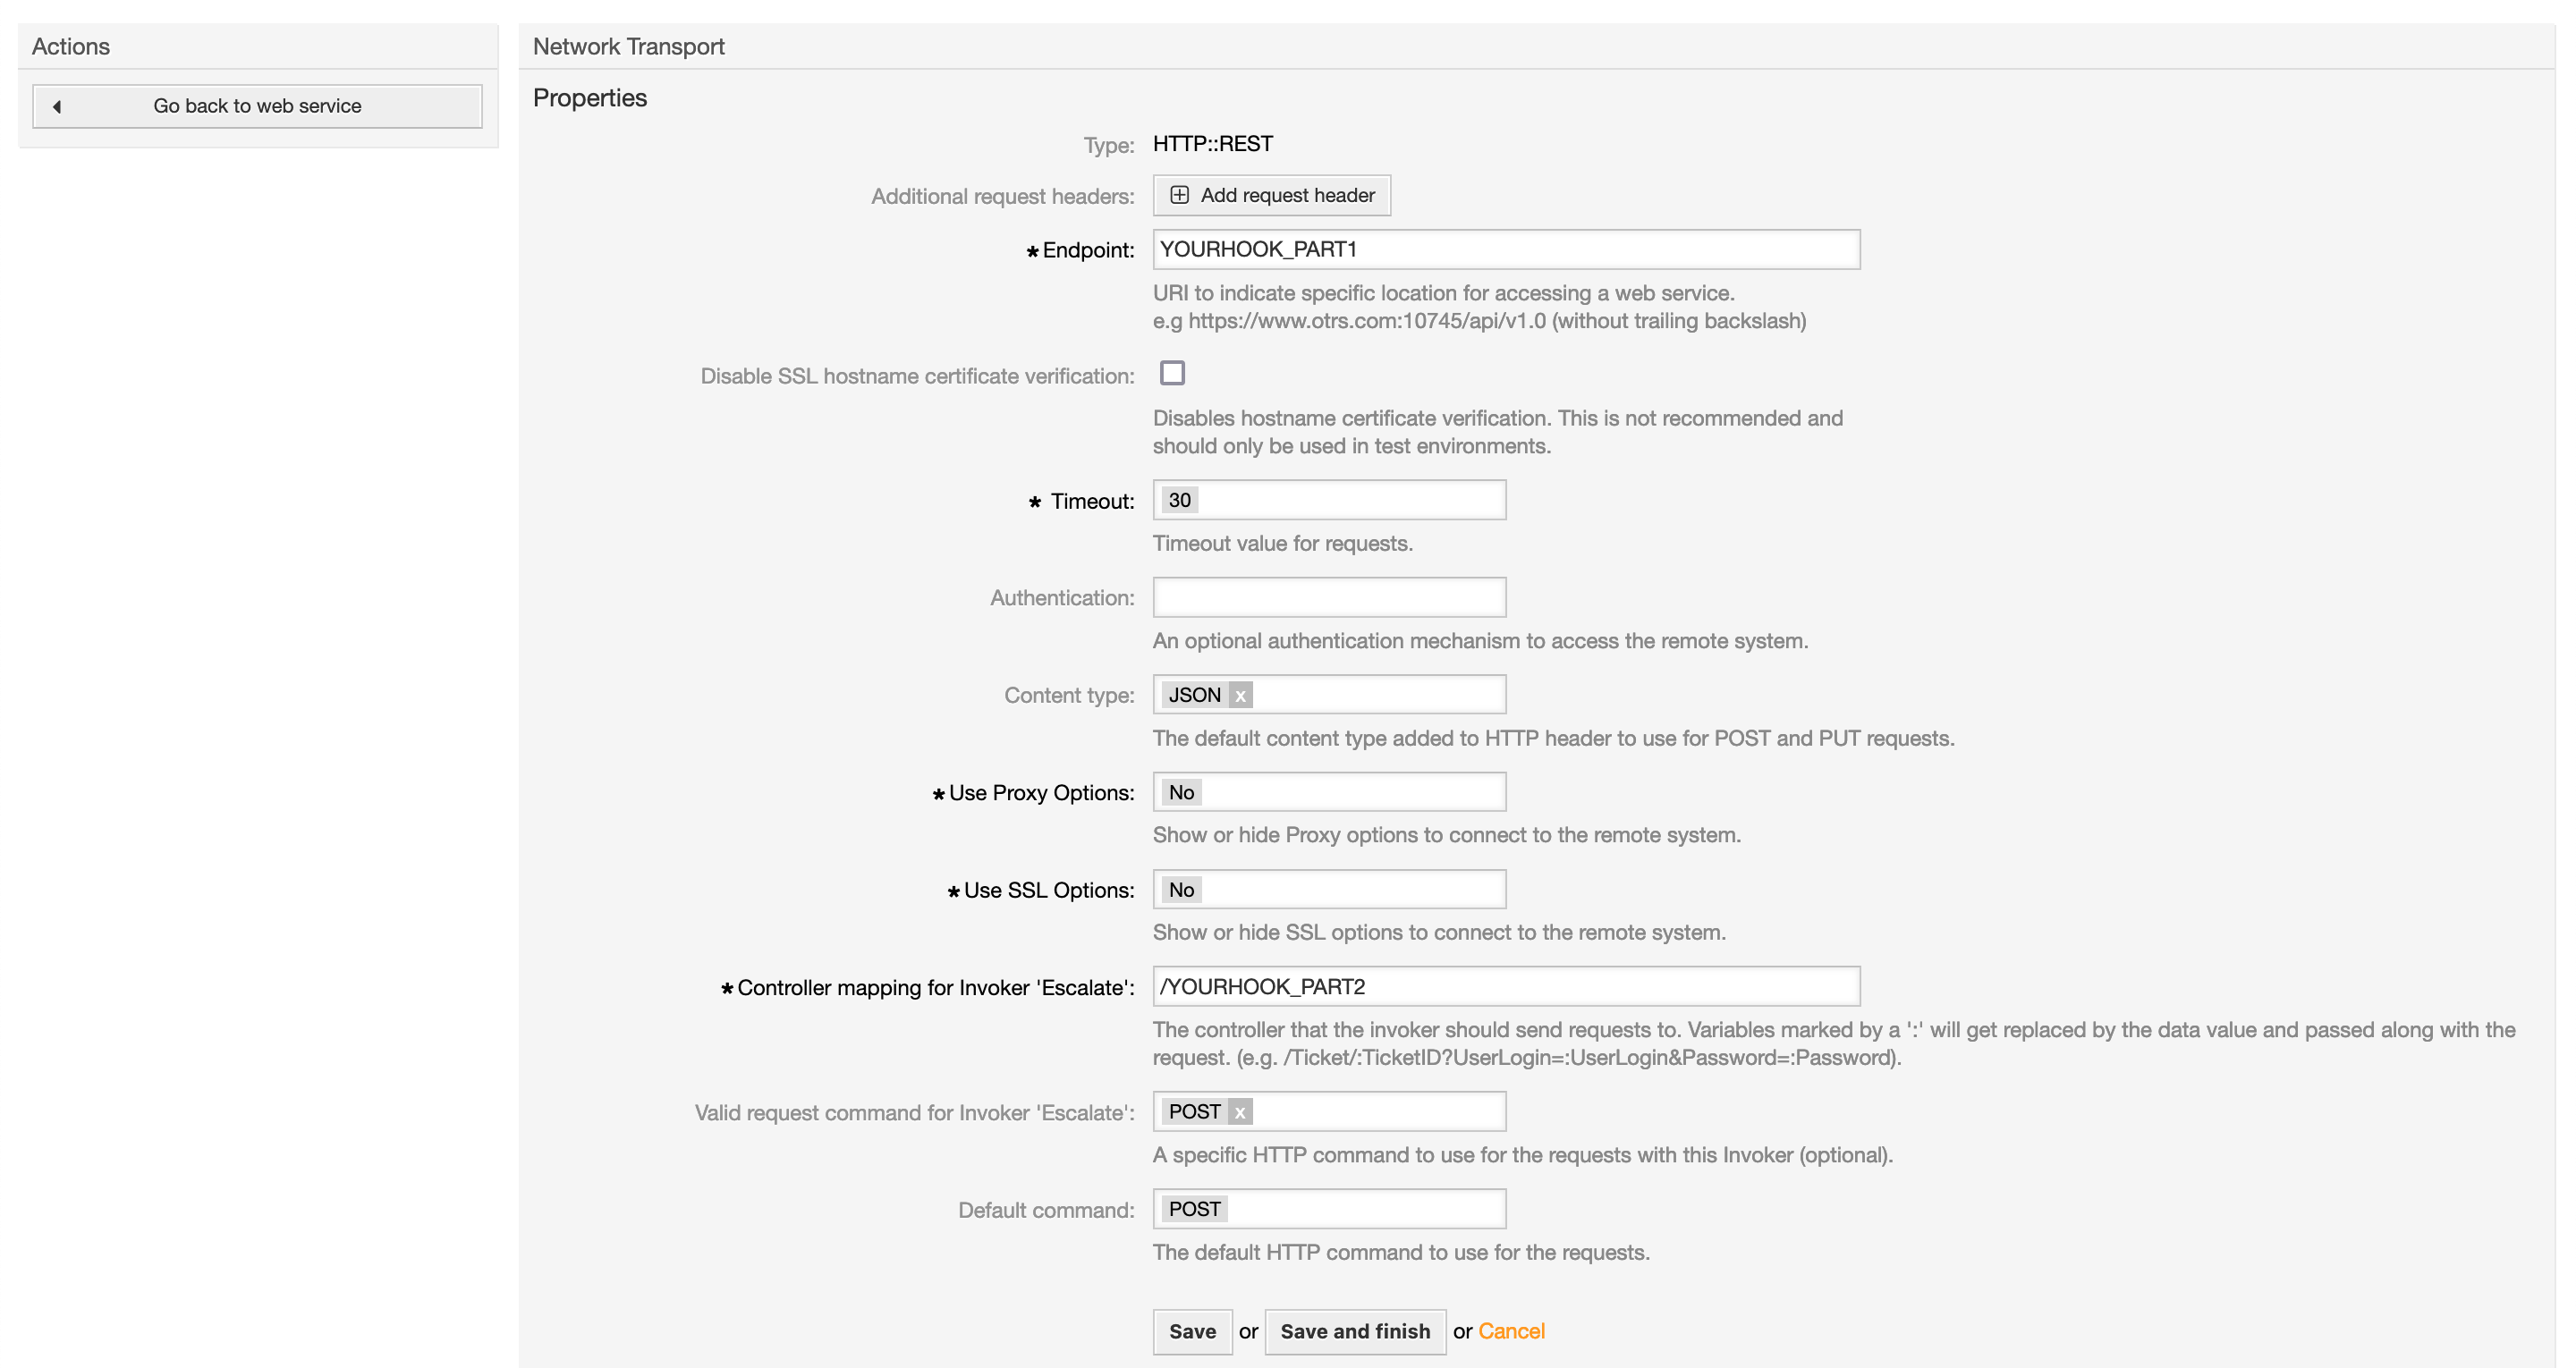 Actions
Go back to web service
Network Transport
Properties
Type: HTTP::REST
Additional request headers: Add request header
* Endpoint: YOURHOOK_PART1
URI to indicate specific location for accessing a web service.
e.g https://www.otrs.com:10745/api/v1.0 (without trailing backslash)
Disable SSL hostname certificate verification:
Disables hostname certificate verification. This is not recommended and
should only be used in test environments.
* Timeout: 30
Timeout value for requests.
Authentication:
An optional authentication mechanism to access the remote system.
Content type: JSON x
The default content type added to HTTP header to use for POST and PUT requests.
* Use Proxy Options: No
Show or hide Proxy options to connect to the remote system.
* Use SSL Options: No
Show or hide SSL options to connect to the remote system.
* Controller mapping for Invoker 'Escalate': /YOURHOOK_PART2
The controller that the invoker should send requests to. Variables marked by a ':' will get replaced by the data value and passed along with the
request. (e.g. /Ticket/:TicketID?UserLogin=:UserLogin&Password=:Password).
Valid request command for Invoker 'Escalate': POST x
A specific HTTP command to use for the requests with this Invoker (optional).
Default command: POST
The default HTTP command to use for the requests.
Save or Save and finish or Cancel